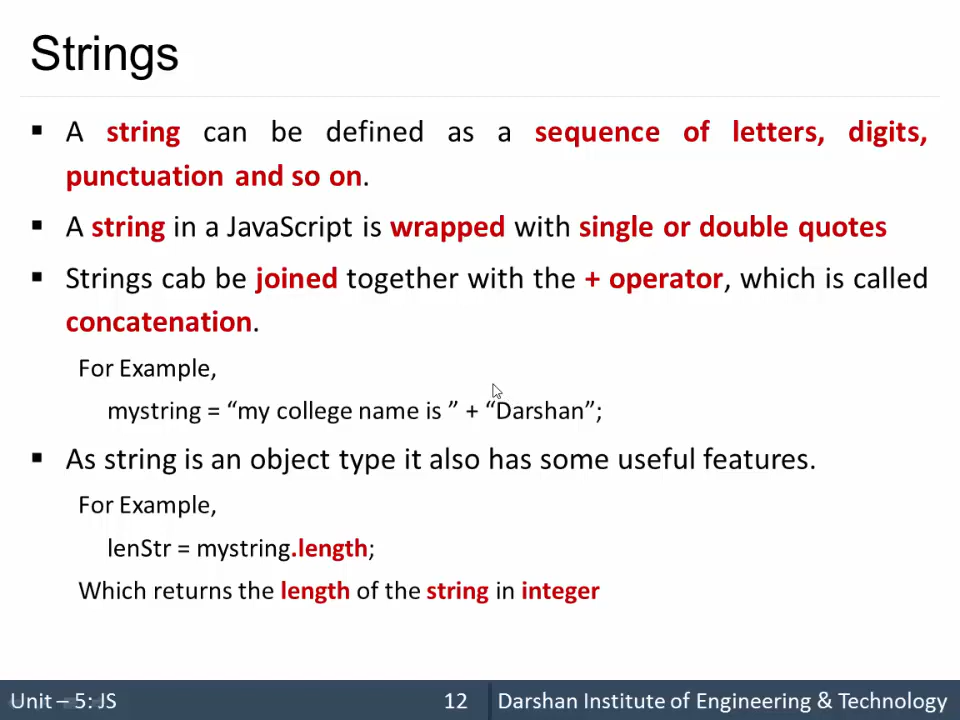 Strings
▪ A string can be defined as a sequence of letters, digits,
punctuation and so on.
▪ A string in a JavaScript is wrapped with single or double quotes
▪ Strings cab be joined together with the + operator, which is called
concatenation.
For Example,
mystring = “my college name is ” + “Darshan”;
▪ As string is an object type it also has some useful features.
For Example,
lenStr = mystring.length;
Which returns the length of the string in integer
Unit – 5: JS 12 Darshan Institute of Engineering & Technology